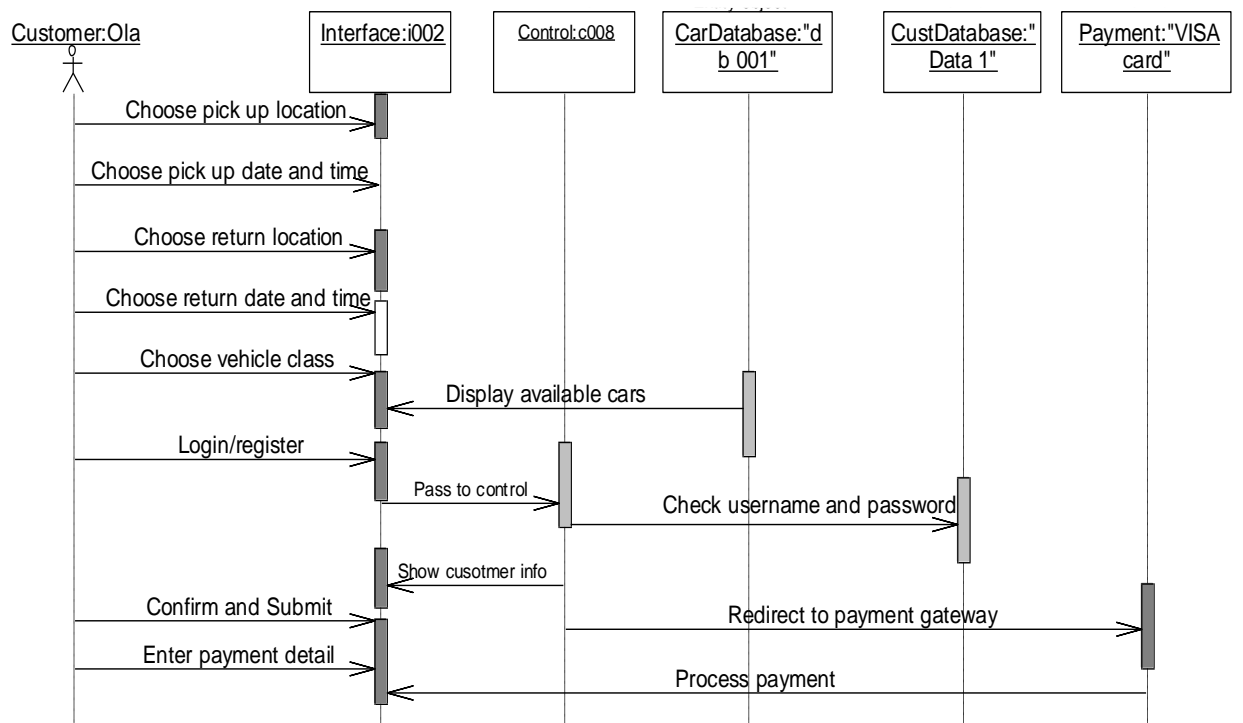 Customer:Ola
Interface:i002
Control:c008
CarDatabase:"d
b 001"
CustDatabase:"
Data 1"
Payment:"VISA
card"
Choose pick up location
Choose pick up date and time
Choose return location
Choose return date and time
Choose vehicle class
Display available cars
Login/register
Pass to control
Check username and password
Show cusotmer info
Confirm and Submit
Redirect to payment gateway
Enter payment detail
Process payment